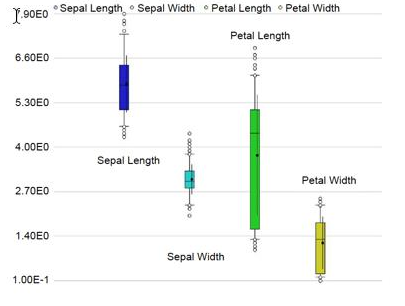 7.90E0
Sepal Length Sepal Width Petal Length Petal Width
Petal Length
6.60E0
5.30E0
4.00E0
Sepal Length
2.70E0
Petal Width
1.40E0
Sepal Width
1.00E-1